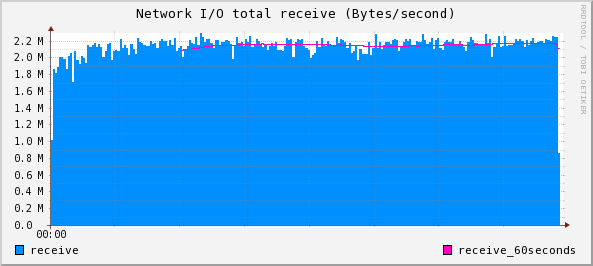 Network I/O total receive (Bytes/second)
RRDTOOL / TOBI OETIKER
2.2 M
2.0 M
1.8 M
1.6 M
1.4 M
1.2 M
1.0 M
0.8 M
0.6 M
0.4 M
0.2 M
0.0
00:00
receive
receive_60seconds